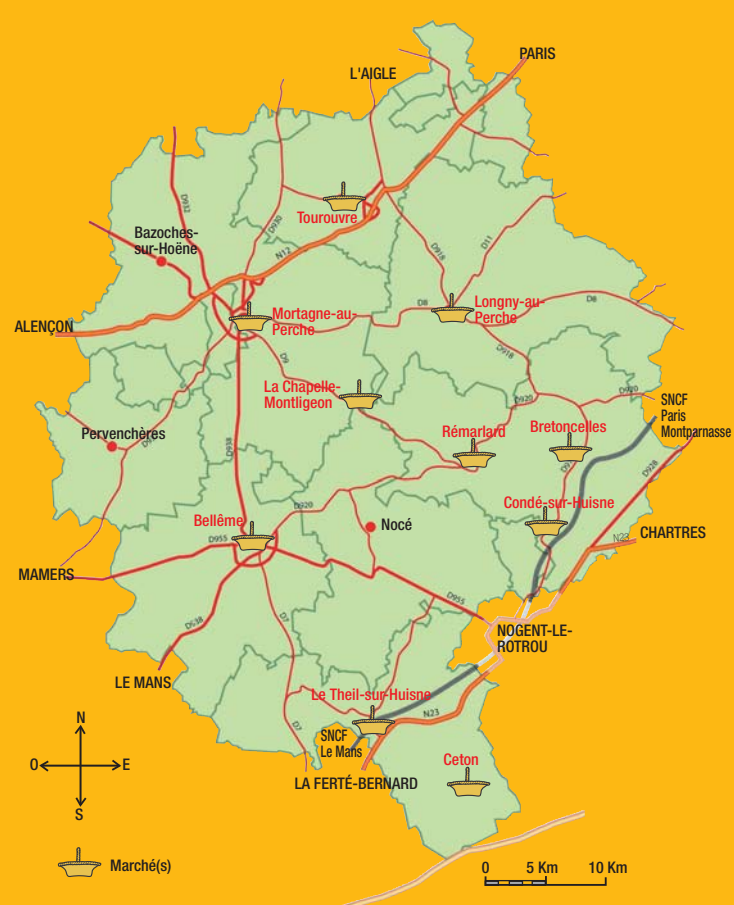 PARIS
L'AIGLE
Tourouvre
D932
D930
Bazoches-
sur-Hoëne
N12
D918
D11
ALENÇON
Mortagne-au-
Perche
D8
Longny-au-
Perche
D8
D918
D9
La Chapelle-
Montligeon
D920
D920
SNCF
Paris
Montparnasse
Pervenchères
D938
Rémarlard
Bretoncelles
D928
Bellême
D920
Nocé
Condé-sur-Huisne
D955
N23
CHARTRES
MAMERS
D955
D7
D938
NOGENT-LE-
ROTROU
LE MANS
Le Theil-sur-Huisne
N23
D7
SNCF
Le Mans
Ceton
LA FERTÉ-BERNARD
N
O
E
S
Marché(s)
0 5 Km 10 Km